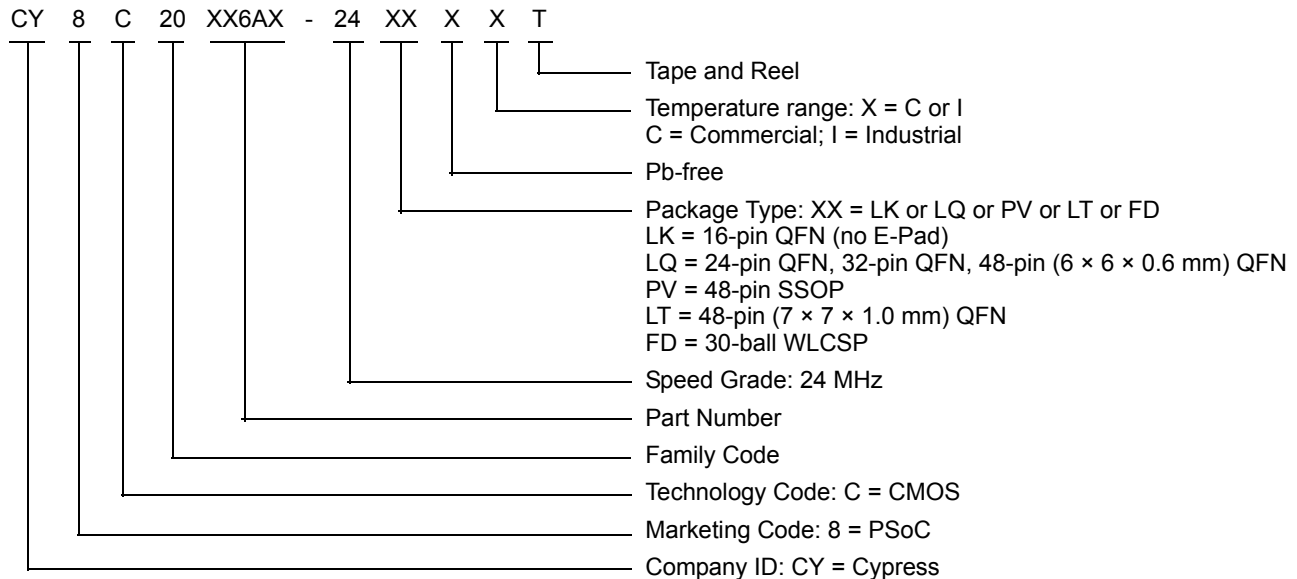 CY 8 C 20 XX6AX - 24 XX X X T
Tape and Reel
Temperature range: X = C or I
C = Commercial; I = Industrial
Pb-free
Package Type: XX = LK or LQ or PV or LT or FD
LK = 16-pin QFN (no E-Pad)
LQ = 24-pin QFN, 32-pin QFN, 48-pin (6 × 6 × 0.6 mm) QFN
PV = 48-pin SSOP
LT = 48-pin (7 × 7 × 1.0 mm) QFN
FD = 30-ball WLCSP
Speed Grade: 24 MHz
Part Number
Family Code
Technology Code: C = CMOS
Marketing Code: 8 = PSoC
Company ID: CY = Cypress